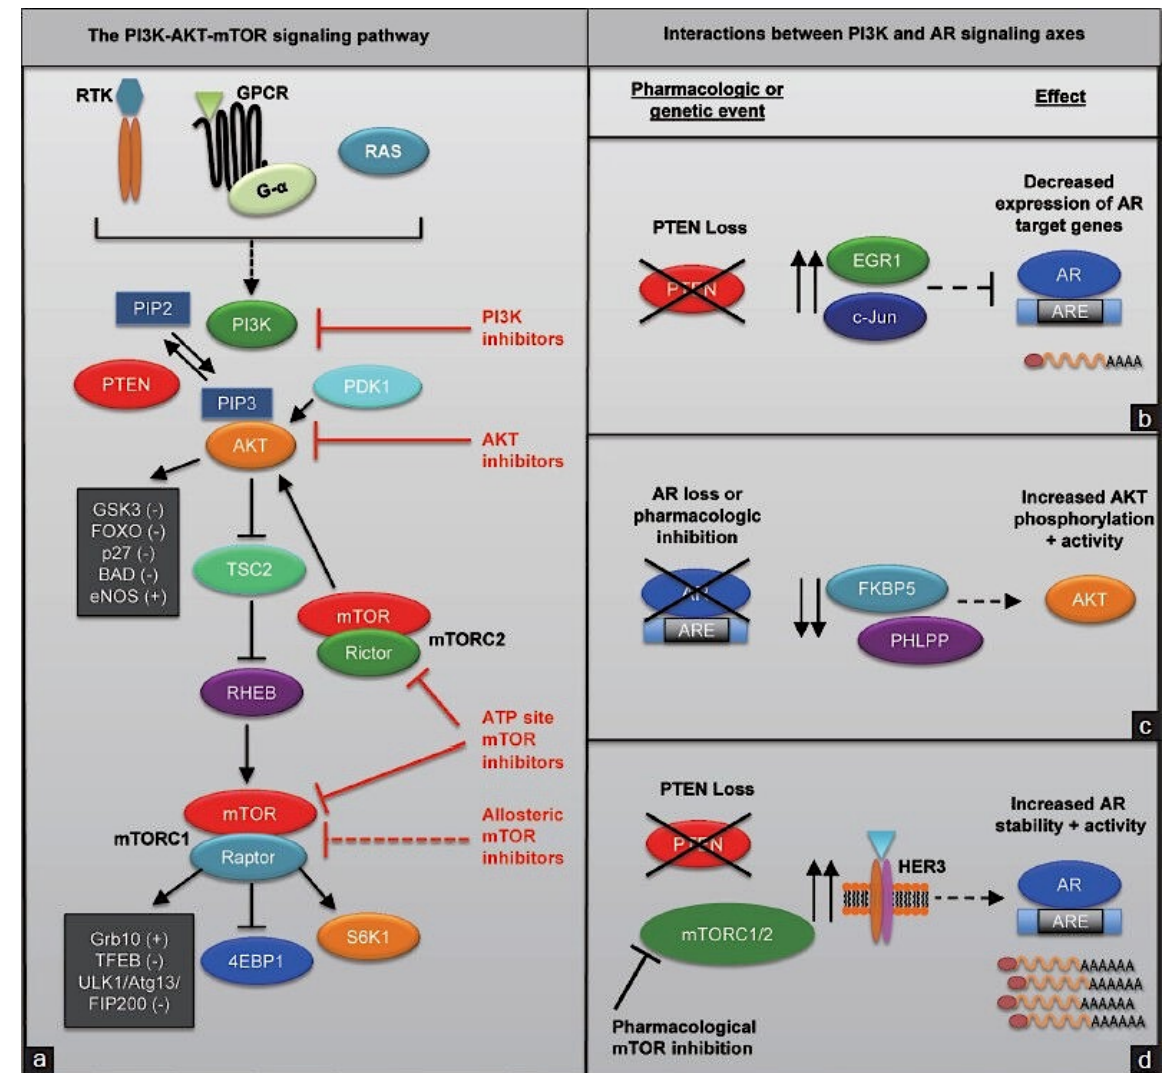 The PI3K-AKT-mTOR signaling pathway
RTK
GPCR
G-α
RAS
PIP2
PI3K
PI3K
inhibitors
PTEN
PIP3
PDK1
AKT
AKT
inhibitors
GSK3 (-)
FOXO (-)
p27 (-)
BAD (-)
eNOS (+)
TSC2
mTOR
Rictor
mTORC2
RHEB
ATP site
mTOR
inhibitors
mTOR
mTORC1
Raptor
Allosteric
mTOR
inhibitors
Grb10 (+)
TFEB (-)
ULK1/Atg13/
FIP200 (-)
4EBP1
S6K1
a
Interactions between PI3K and AR signaling axes
Pharmacologic or
genetic event
Effect
PTEN Loss
PTEN
EGR1
c-Jun
Decreased
expression of AR
target genes
AR
ARE
AAAA
b
AR loss or
pharmacologic
inhibition
AR
ARE
FKBP5
PHLPP
Increased AKT
phosphorylation
+ activity
AKT
c
PTEN Loss
PTEN
mTORC1/2
Pharmacological
mTOR inhibition
HER3
Increased AR
stability + activity
AR
ARE
AAAAAA
AAAAAA
AAAAAA
AAAAAA
d